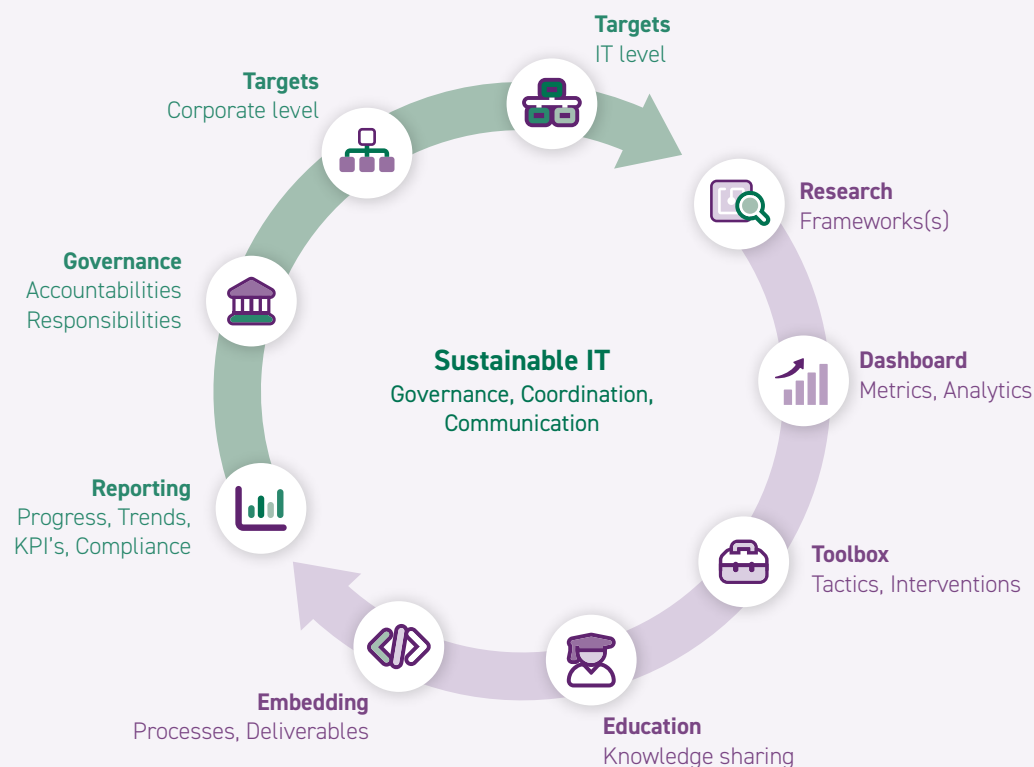 Targets
IT level
Targets
Corporate level
Research
Frameworks(s)
Governance
Accountabilities
Responsibilities
Sustainable IT
Governance, Coordination,
Communication
Dashboard
Metrics, Analytics
Reporting
Progress, Trends,
KPI's, Compliance
Toolbox
Tactics, Interventions
Embedding
Processes, Deliverables
Education
Knowledge sharing